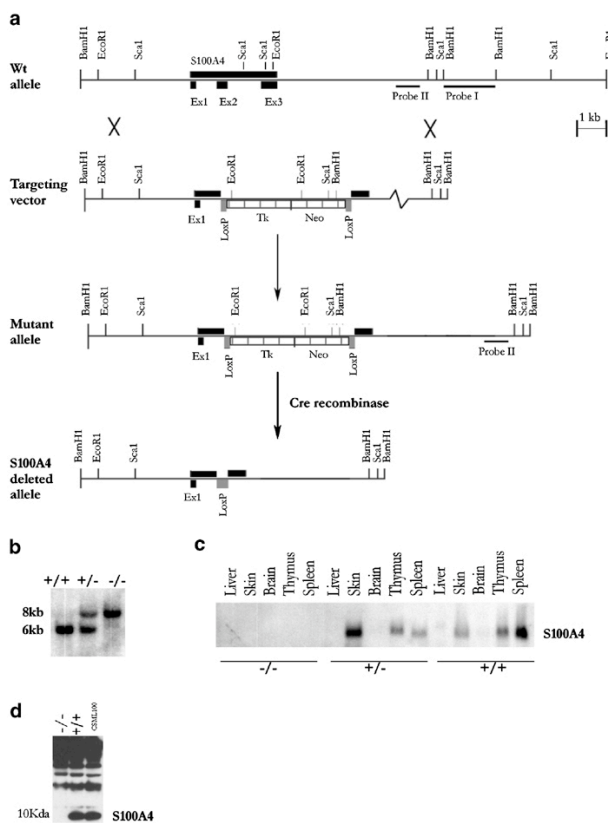 a
BamH1 EcoR1 Sca1 S100A4 Sca1 Sca1 EcoR1 BamH1 Sca1 BamH1 BamH1 Sca1 EcoR1
Wt
allele
Ex1 Ex2 Ex3 Probe II Probe I
X X 1 kb
BamH1 EcoR1 Sca1 EcoR1 EcoR1 Sca1 BamH1 BamH1 Sca1 BamH1
Targeting
vector
Ex1 LoxP Tk Neo LoxP
BamH1 EcoR1 Sca1 EcoR1 EcoR1 Sca1 BamH1 BamH1 Sca1 BamH1
Mutant
allele
Ex1 LoxP Tk Neo LoxP Probe II
Cre recombinase
BamH1 EcoR1 Sca1 BamH1 Sca1 BamH1
S100A4
deleted
allele
Ex1 LoxP
b
+/+ +/- -/-
8kb
6kb
c
Liver Skin Brain Thymus Spleen Liver Skin Brain Thymus Spleen Liver Skin Brain Thymus Spleen
S100A4
-/- +/- +/+
d
-/- +/+ CSML100
10Kda S100A4